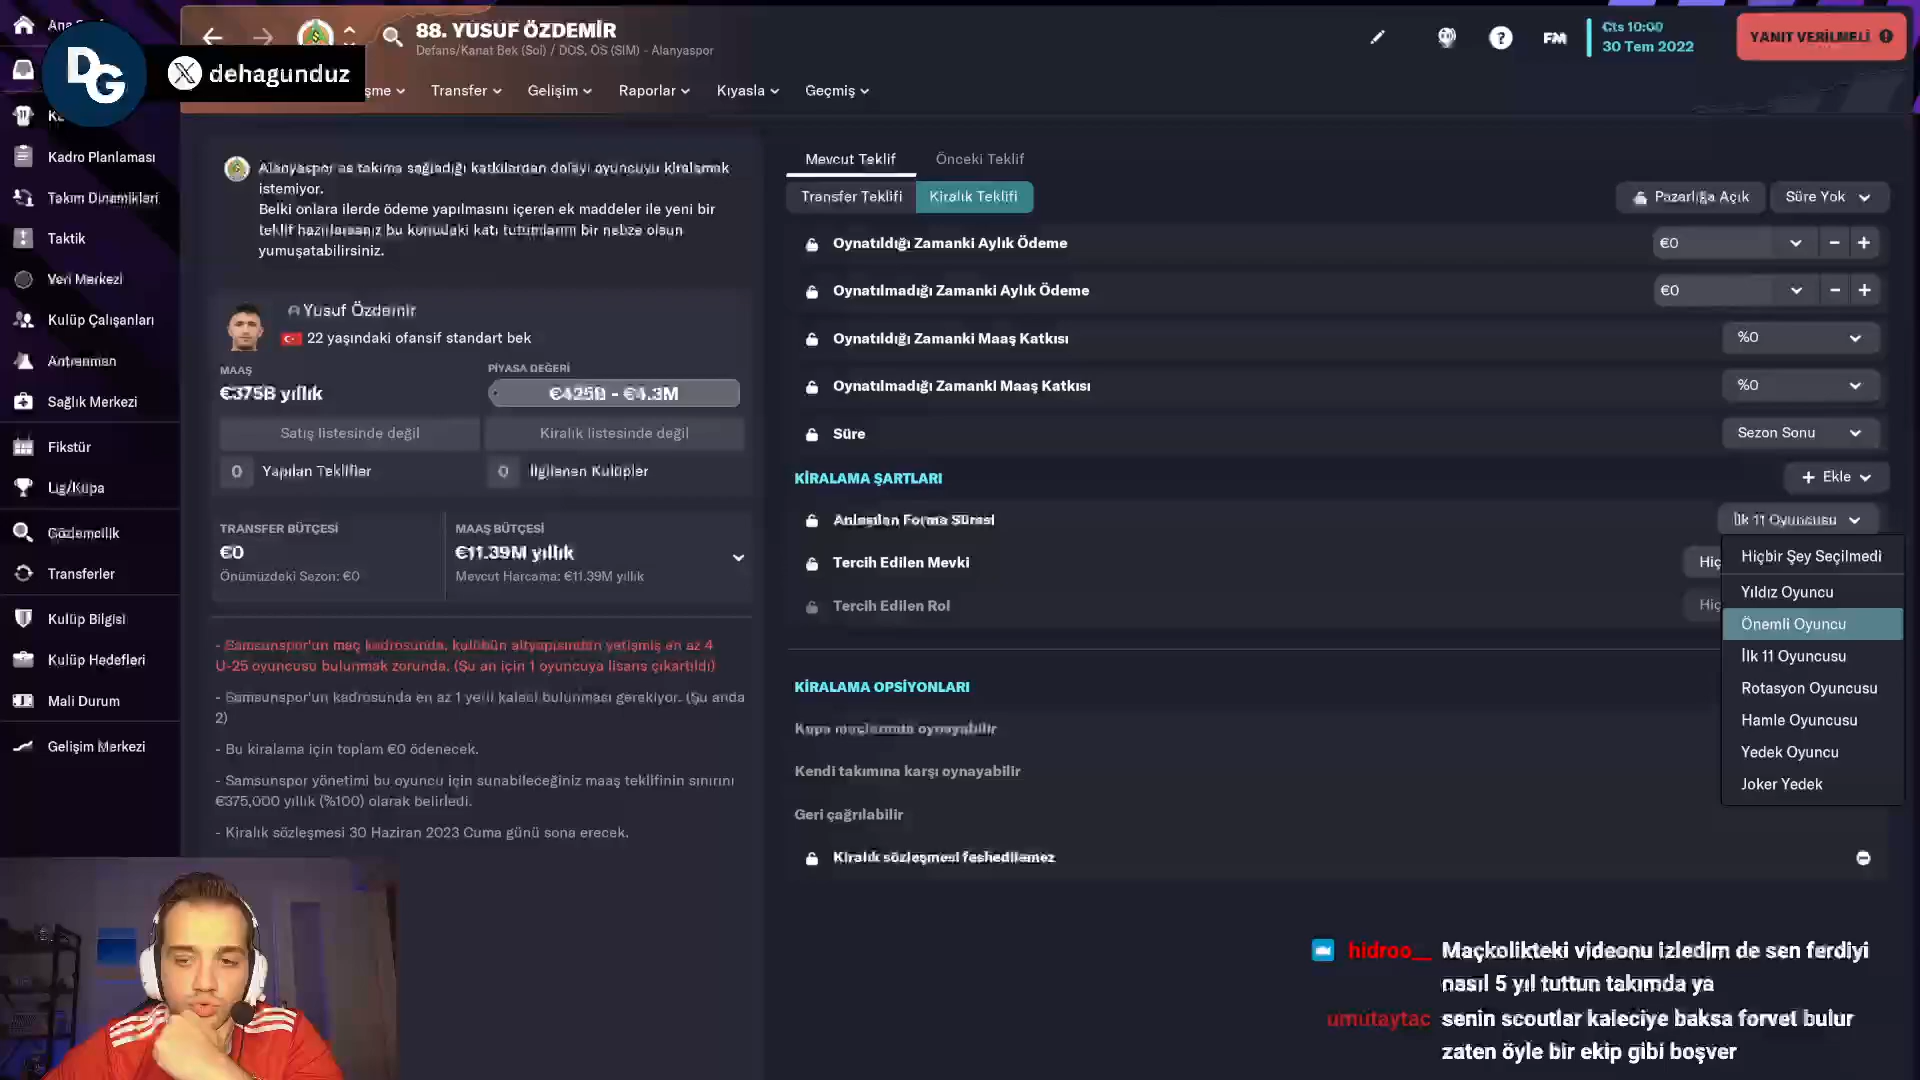 DG
dehagunduz
88. YUSUF ÖZDEMİR
Defans/Kanat Bek (Sol) / DOS, OS (SIM) - Alanyaspor
FM
Cts 10:00
30 Tem 2022
YANIT VERİLMELİ
şme
Transfer
Gelişim
Raporlar
Kıyasla
Geçmiş
Kadro Planlaması
Takım Dinamikleri
Taktik
Veri Merkezi
Kulüp Çalışanları
Antrenman
Sağlık Merkezi
Fikstür
Lig/Kupa
Gözlemcilik
Transferler
Kulüp Bilgisi
Kulüp Hedefleri
Mali Durum
Gelişim Merkezi
Alanyaspor as takıma sağladığı katkılardan dolayı oyuncuyu kiralamak
istemiyor.
Belki onlara ilerde ödeme yapılmasını içeren ek maddeler ile yeni bir
teklif hazırlamanız bu konudaki katı tutumlarını bir nebze olsun
yumuşatabilirsiniz.
Yusuf Özdemir
22 yaşındaki ofansif standart bek
MAAŞ
€375B yıllık
PİYASA DEĞERİ
€425B - €4.3M
Satış listesinde değil
Kiralık listesinde değil
0 Yapılan Teklifler
0 İlgilenen Kulüpler
TRANSFER BÜTÇESİ
€0
Önümüzdeki Sezon: €0
MAAŞ BÜTÇESİ
€11.39M yıllık
Mevcut Harcama: €11.39M yıllık
- Samsunspor'un maç kadrosunda, kulübün altyapısından yetişmiş en az 4
U-25 oyuncusu bulunmak zorunda. (Şu an için 1 oyuncuya lisans çıkartıldı)
- Samsunspor'un kadrosunda en az 1 yerli kaleci bulunması gerekiyor. (Şu anda
2)
- Bu kiralama için toplam €0 ödenecek.
- Samsunspor yönetimi bu oyuncu için sunabileceğiniz maaş teklifinin sınırını
€375,000 yıllık (%100) olarak belirledi.
- Kiralık sözleşmesi 30 Haziran 2023 Cuma günü sona erecek.
Mevcut Teklif
Önceki Teklif
Transfer Teklifi
Kiralık Teklifi
Pazarlığa Açık
Süre Yok
Oynatıldığı Zamanki Aylık Ödeme
€0
Oynatılmadığı Zamanki Aylık Ödeme
€0
Oynatıldığı Zamanki Maaş Katkısı
%0
Oynatılmadığı Zamanki Maaş Katkısı
%0
Süre
Sezon Sonu
KİRALAMA ŞARTLARI
+ Ekle
Anlaşılan Forma Süresi
İlk 11 Oyuncusu
Tercih Edilen Mevki
Hiç
Tercih Edilen Rol
Hiç
Hiçbir Şey Seçilmedi
Yıldız Oyuncu
Önemli Oyuncu
İlk 11 Oyuncusu
Rotasyon Oyuncusu
Hamle Oyuncusu
Yedek Oyuncu
Joker Yedek
KİRALAMA OPSİYONLARI
Kupa maçlarında oynayabilir
Kendi takımına karşı oynayabilir
Geri çağrılabilir
Kiralık sözleşmesi feshedilemez
hidroo__ Maçkolikteki videonu izledim de sen ferdiyi
nasıl 5 yıl tuttun takımda ya
umutaytac senin scoutlar kaleciye baksa forvet bulur
zaten öyle bir ekip gibi boşver